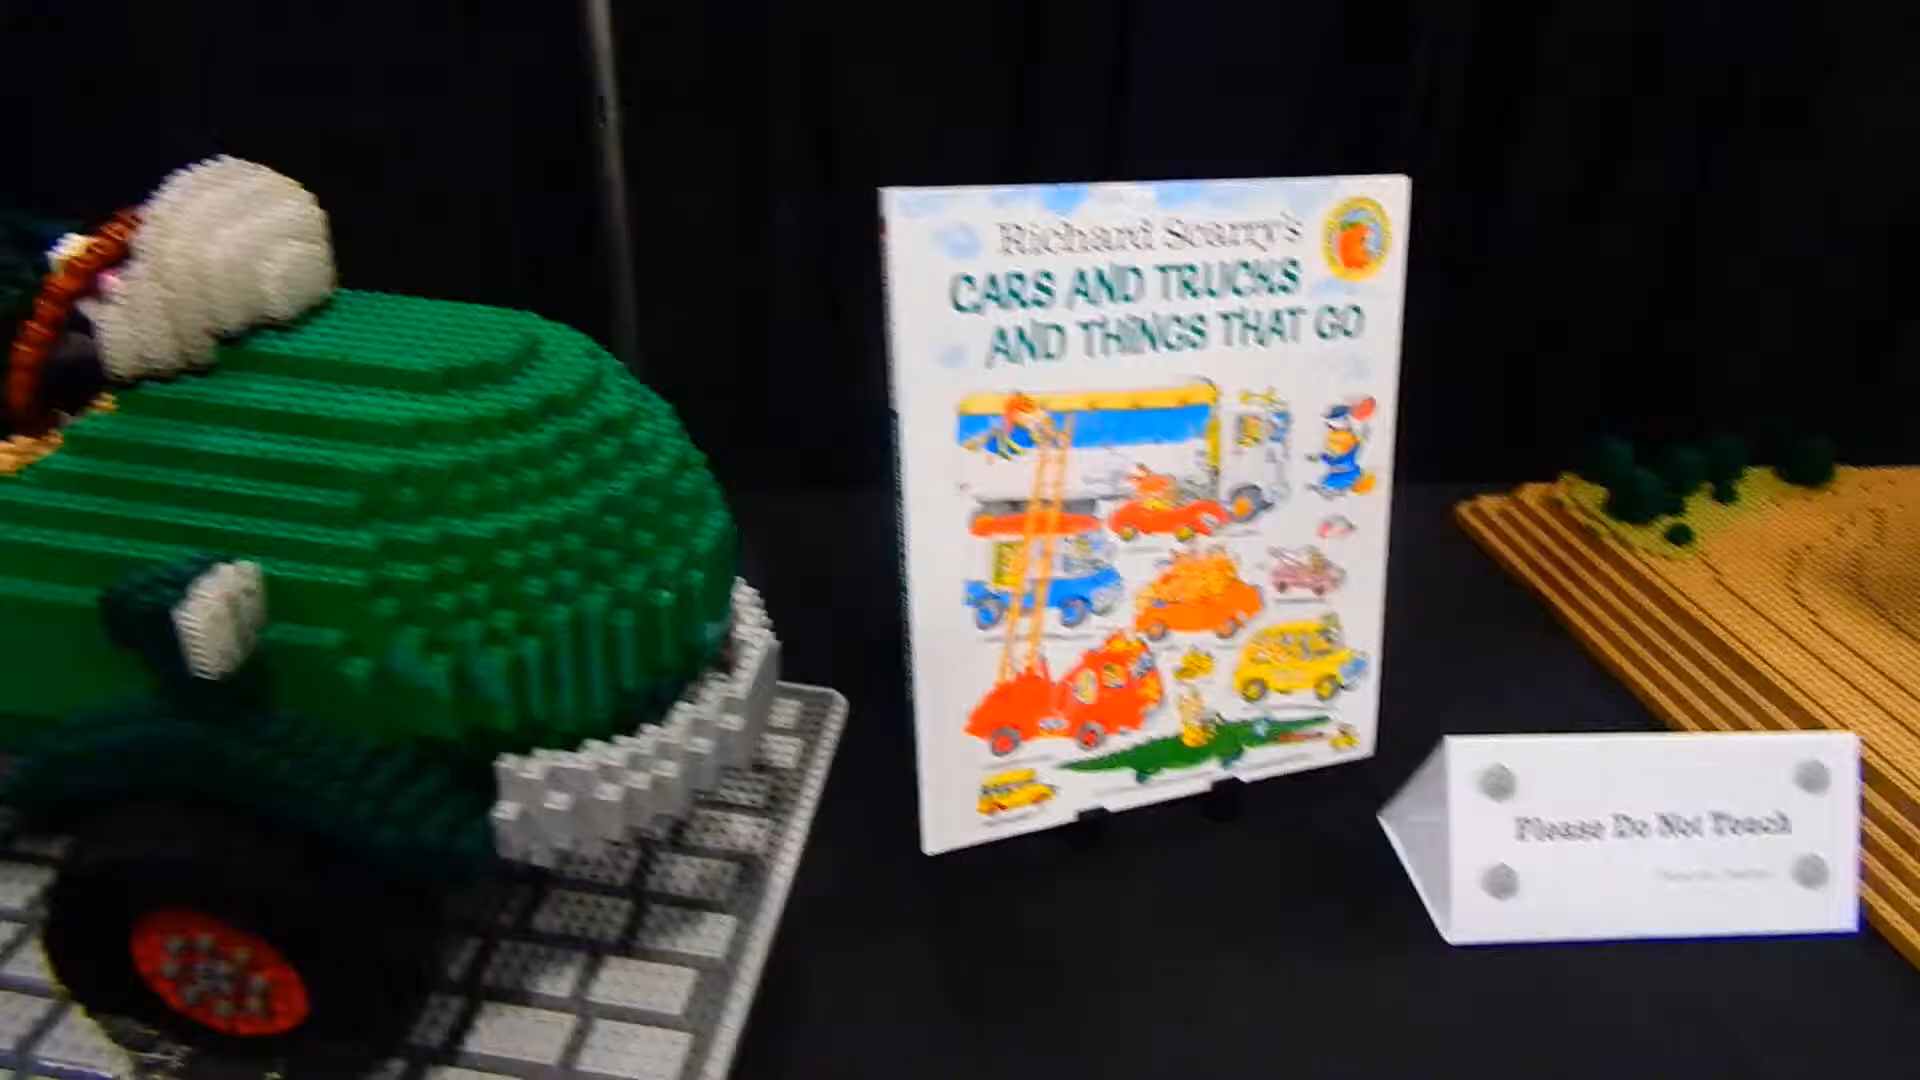 Richard Scarry's
CARS AND TRUCKS
AND THINGS THAT GO
Please Do Not Touch